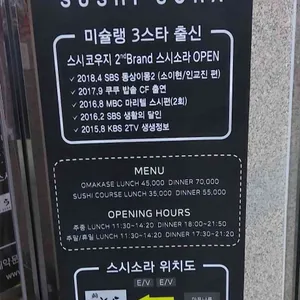 SUSHI SORA
미슐랭 3스타 출신
스시코우지 2ndBrand 스시소라 OPEN
• 2018.4 SBS 동상이몽2 (소이현/인교진 편)
• 2017.9 쿠쿠 밥솥 CF 출연
• 2016.8 MBC 마리텔 스시편(2회)
• 2016.2 SBS 생활의 달인
• 2015.8 KBS 2TV 생생정보
MENU
OMAKASE LUNCH 45,000 DINNER 70,000
SUSHI COURSE LUNCH 35,000 DINNER 55,000
OPENING HOURS
주중 LUNCH 11:30~14:20 DINNER 18:00~21:50
주말/휴일 LUNCH 11:30~14:20 DINNER 17:30~21:20
스시소라 위치도
E/V E/V